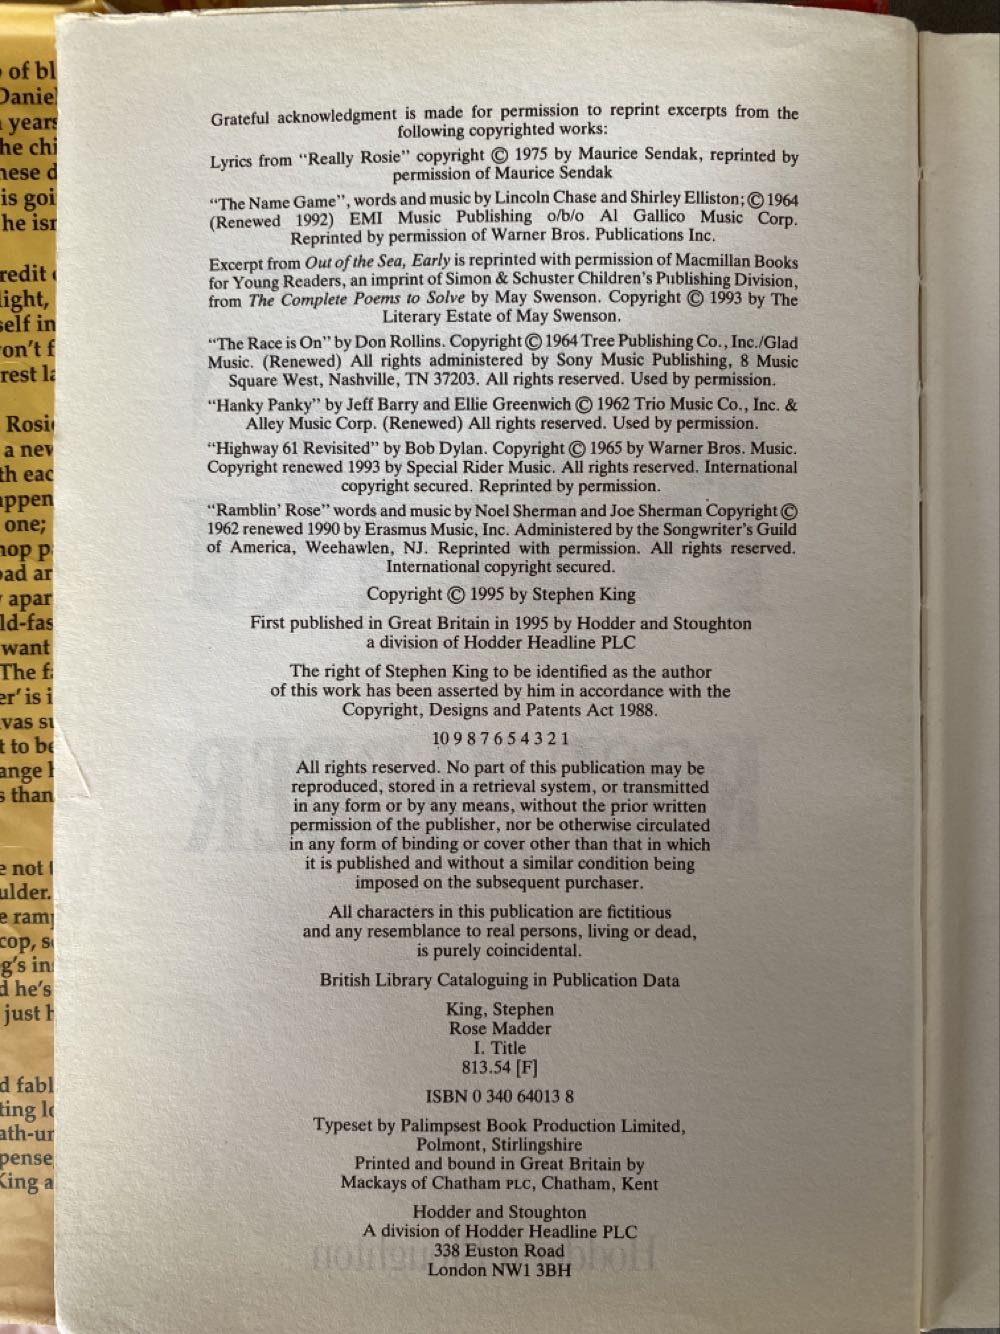 Grateful acknowledgment is made for permission to reprint excerpts from the
following copyrighted works:
Lyrics from “Really Rosie” copyright © 1975 by Maurice Sendak, reprinted by
permission of Maurice Sendak
“The Name Game”, words and music by Lincoln Chase and Shirley Elliston; © 1964
(Renewed 1992) EMI Music Publishing o/b/o Al Gallico Music Corp.
Reprinted by permission of Warner Bros. Publications Inc.
Excerpt from Out of the Sea, Early is reprinted with permission of Macmillan Books
for Young Readers, an imprint of Simon & Schuster Children’s Publishing Division,
from The Complete Poems to Solve by May Swenson. Copyright © 1993 by The
Literary Estate of May Swenson.
“The Race is On” by Don Rollins. Copyright © 1964 Tree Publishing Co., Inc./Glad
Music. (Renewed) All rights administered by Sony Music Publishing, 8 Music
Square West, Nashville, TN 37203. All rights reserved. Used by permission.
“Hanky Panky” by Jeff Barry and Ellie Greenwich © 1962 Trio Music Co., Inc. &
Alley Music Corp. (Renewed) All rights reserved. Used by permission.
“Highway 61 Revisited” by Bob Dylan. Copyright © 1965 by Warner Bros. Music.
Copyright renewed 1993 by Special Rider Music. All rights reserved. International
copyright secured. Reprinted by permission.
“Ramblin’ Rose” words and music by Noel Sherman and Joe Sherman Copyright ©
1962 renewed 1990 by Erasmus Music, Inc. Administered by the Songwriter’s Guild
of America, Weehawlen, NJ. Reprinted with permission. All rights reserved.
International copyright secured.
Copyright © 1995 by Stephen King
First published in Great Britain in 1995 by Hodder and Stoughton
a division of Hodder Headline PLC
The right of Stephen King to be identified as the author
of this work has been asserted by him in accordance with the
Copyright, Designs and Patents Act 1988.
10 9 8 7 6 5 4 3 2 1
All rights reserved. No part of this publication may be
reproduced, stored in a retrieval system, or transmitted
in any form or by any means, without the prior written
permission of the publisher, nor be otherwise circulated
in any form of binding or cover other than that in which
it is published and without a similar condition being
imposed on the subsequent purchaser.
All characters in this publication are fictitious
and any resemblance to real persons, living or dead,
is purely coincidental.
British Library Cataloguing in Publication Data
King, Stephen
Rose Madder
I. Title
813.54 [F]
ISBN 0 340 64013 8
Typeset by Palimpsest Book Production Limited,
Polmont, Stirlingshire
Printed and bound in Great Britain by
Mackays of Chatham PLC, Chatham, Kent
Hodder and Stoughton
A division of Hodder Headline PLC
338 Euston Road
London NW1 3BH